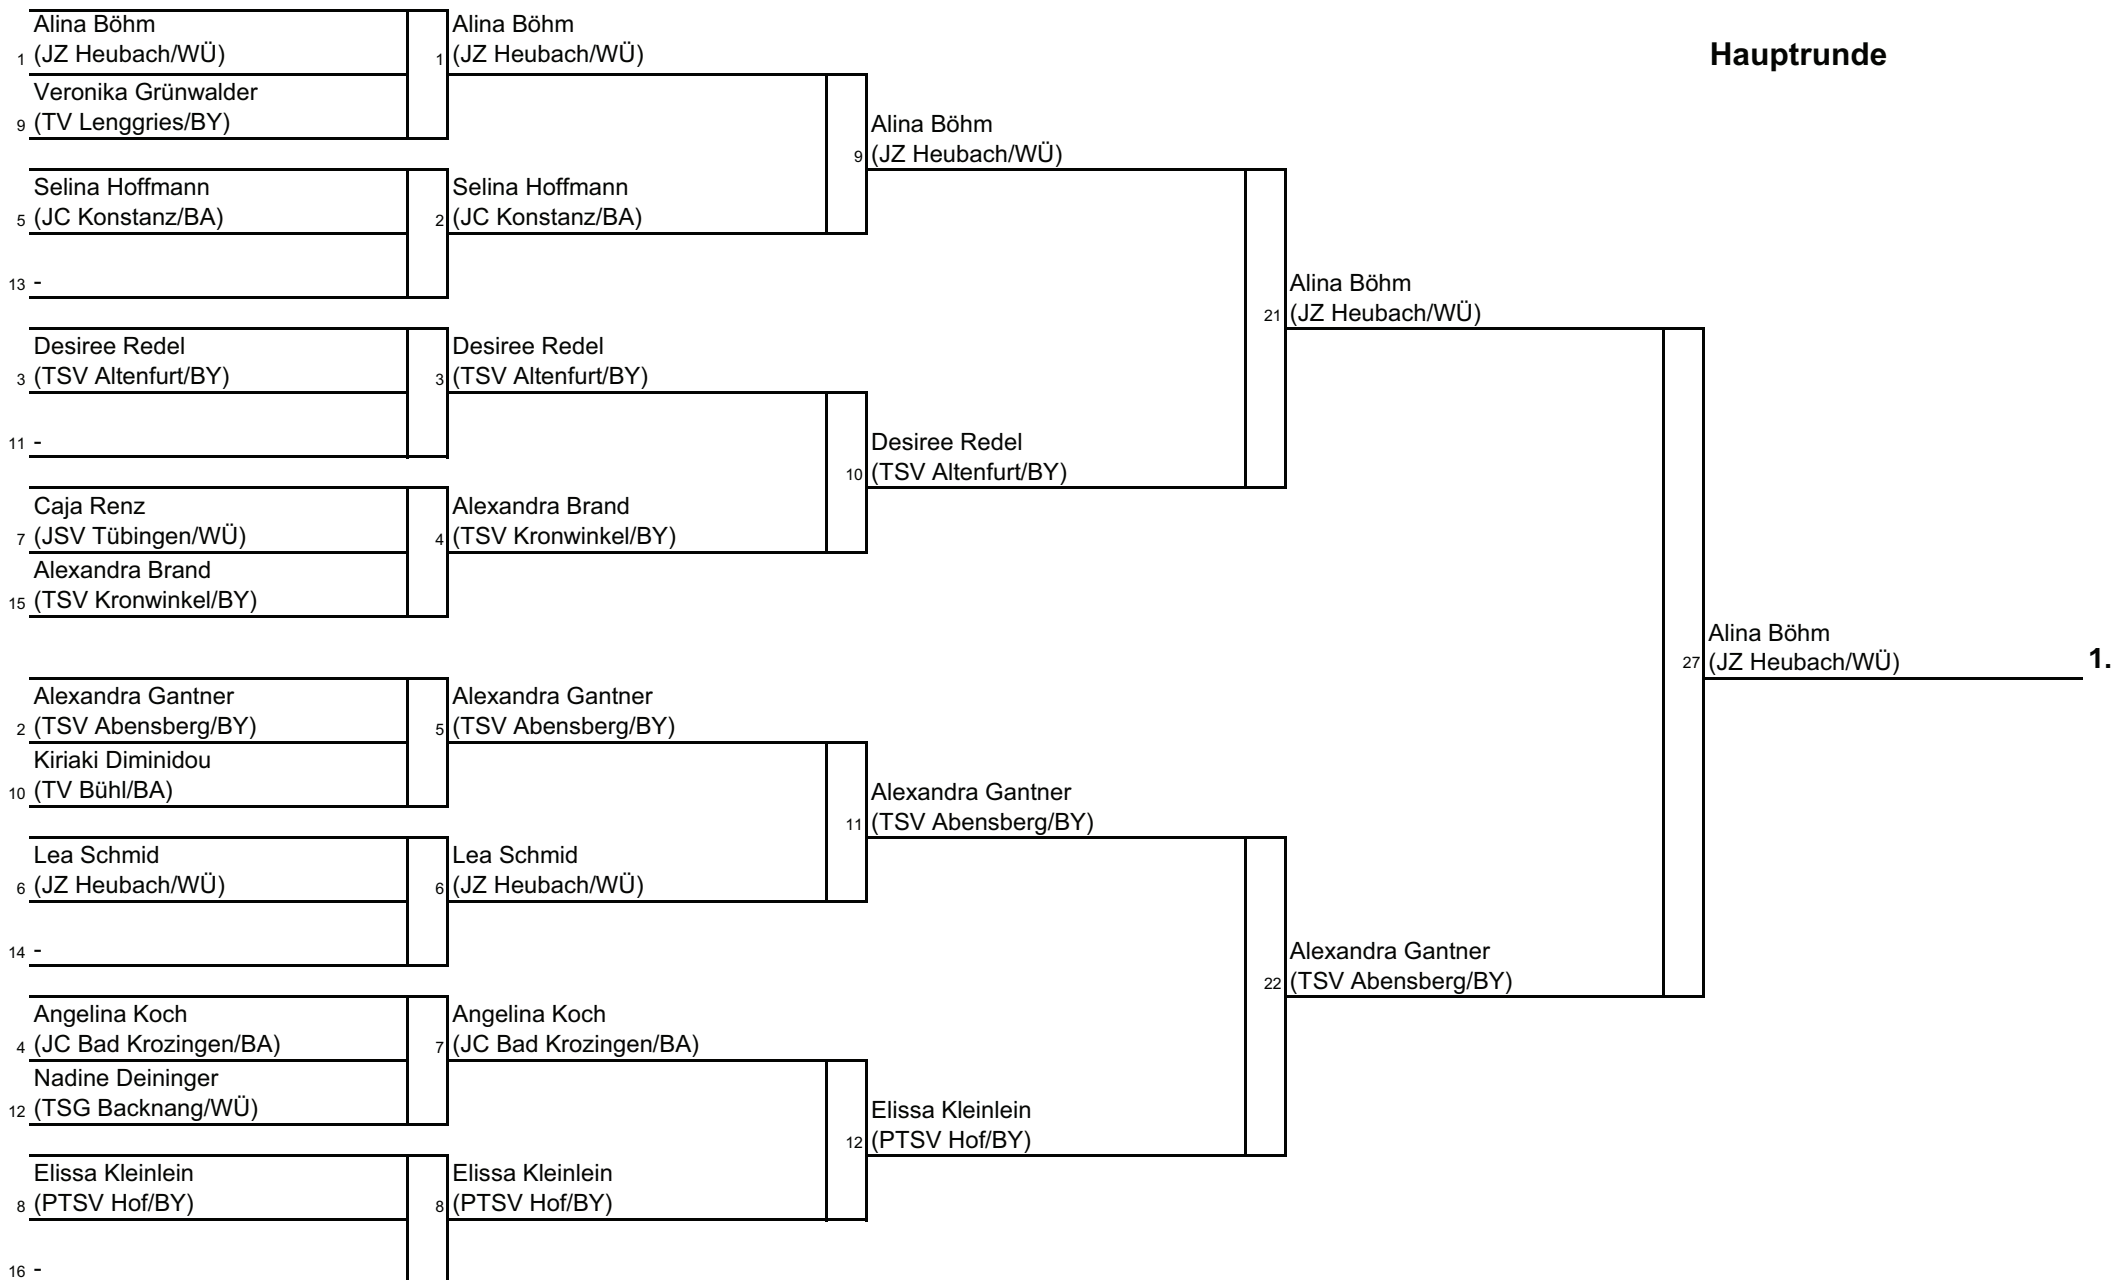 Hauptrunde
Alina Böhm
1 (JZ Heubach/WÜ)
Veronika Grünwalder
9 (TV Lenggries/BY)
Selina Hoffmann
5 (JC Konstanz/BA)
13 -
Desiree Redel
3 (TSV Altenfurt/BY)
11 -
Caja Renz
7 (JSV Tübingen/WÜ)
Alexandra Brand
15 (TSV Kronwinkel/BY)
Alexandra Gantner
2 (TSV Abensberg/BY)
Kiriaki Diminidou
10 (TV Bühl/BA)
Lea Schmid
6 (JZ Heubach/WÜ)
14 -
Angelina Koch
4 (JC Bad Krozingen/BA)
Nadine Deininger
12 (TSG Backnang/WÜ)
Elissa Kleinlein
8 (PTSV Hof/BY)
16 -
Alina Böhm
1 (JZ Heubach/WÜ)
Selina Hoffmann
2 (JC Konstanz/BA)
Desiree Redel
3 (TSV Altenfurt/BY)
Alexandra Brand
4 (TSV Kronwinkel/BY)
Alexandra Gantner
5 (TSV Abensberg/BY)
Lea Schmid
6 (JZ Heubach/WÜ)
Angelina Koch
7 (JC Bad Krozingen/BA)
Elissa Kleinlein
8 (PTSV Hof/BY)
Alina Böhm
9 (JZ Heubach/WÜ)
Desiree Redel
10 (TSV Altenfurt/BY)
Alexandra Gantner
11 (TSV Abensberg/BY)
Elissa Kleinlein
12 (PTSV Hof/BY)
Alina Böhm
21 (JZ Heubach/WÜ)
Alexandra Gantner
22 (TSV Abensberg/BY)
Alina Böhm
27 (JZ Heubach/WÜ) 1.